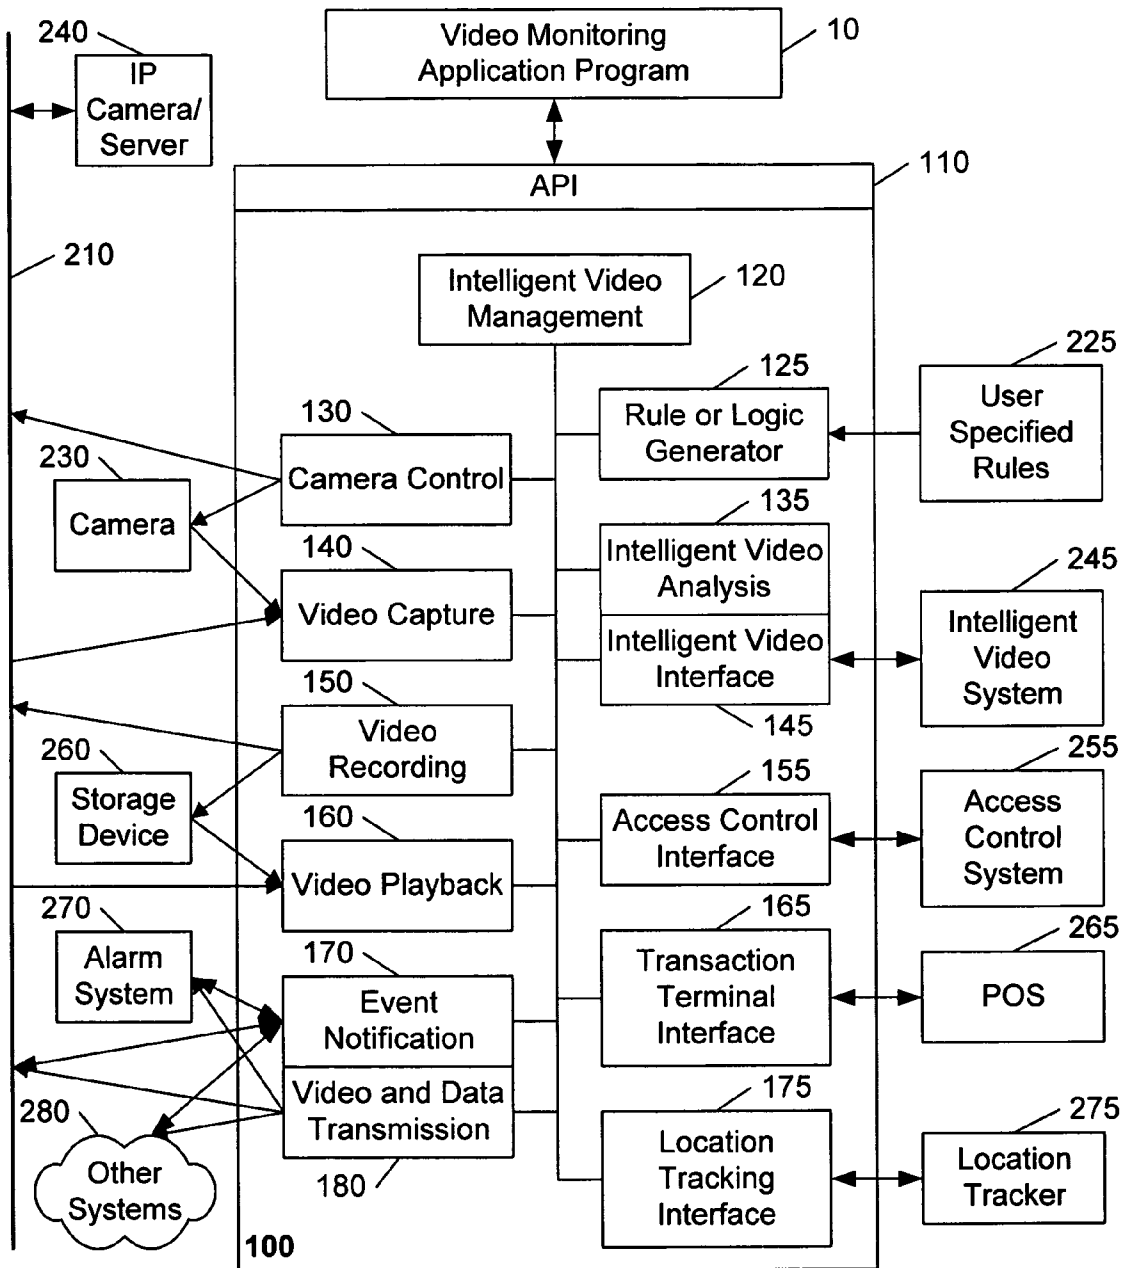 240
IP
Camera/
Server
Video Monitoring
Application Program
10
API
110
210
Intelligent Video
Management
120
125
Rule or Logic
Generator
225
User
Specified
Rules
130
Camera Control
230
Camera
135
Intelligent Video
Analysis
140
Video Capture
Intelligent Video
Interface
145
245
Intelligent
Video
System
150
Video
Recording
260
Storage
Device
155
Access Control
Interface
255
Access
Control
System
160
Video Playback
270
Alarm
System
165
Transaction
Terminal
Interface
265
POS
170
Event
Notification
Video and Data
Transmission
180
280
Other
Systems
175
Location
Tracking
Interface
275
Location
Tracker
100